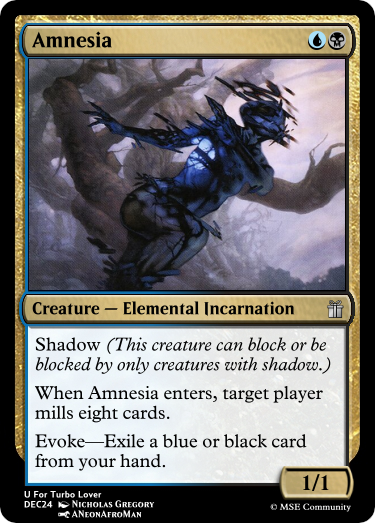 Amnesia
Creature — Elemental Incarnation
Shadow (This creature can block or be
blocked by only creatures with shadow.)
When Amnesia enters, target player
mills eight cards.
Evoke—Exile a blue or black card
from your hand.
1/1
U For Turbo Lover
DEC24 Nicholas Gregory
ANeonAfroMan
© MSE Community